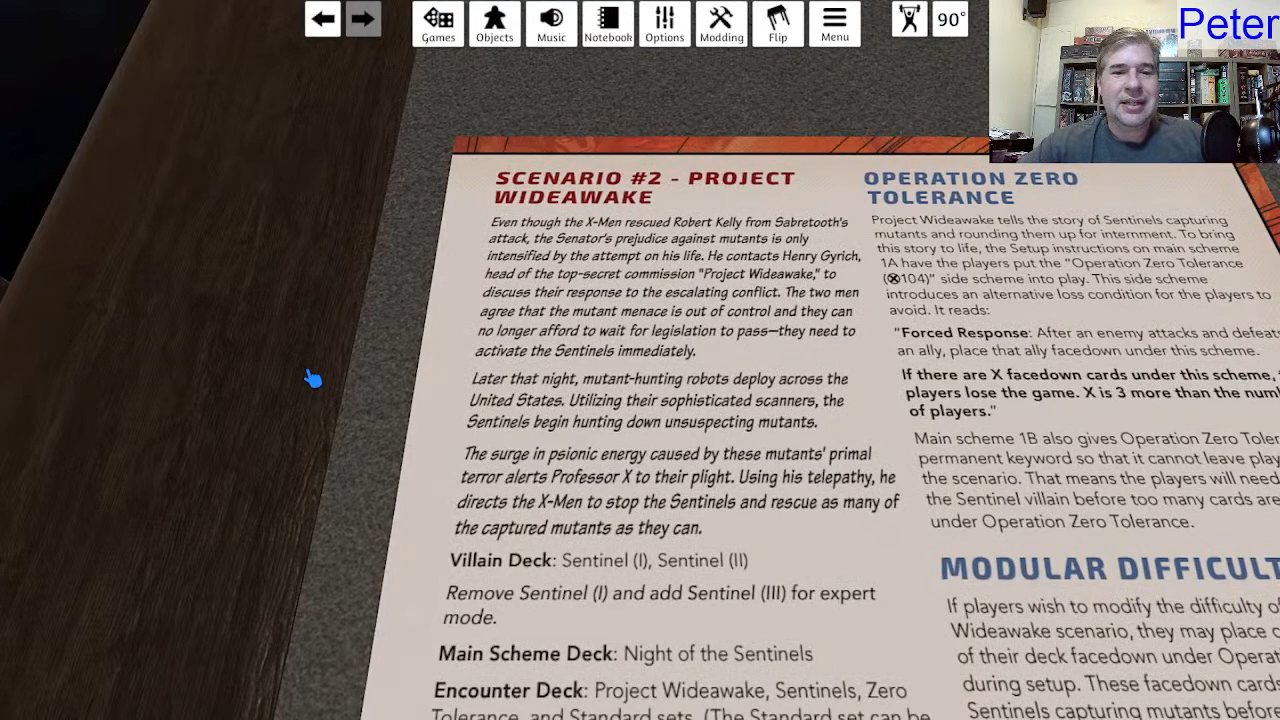 Games
Objects
Music
Notebook
Options
Modding
Flip
Menu
90°
Peter
SCENARIO #2 - PROJECT
WIDEAWAKE
Even though the X-Men rescued Robert Kelly from Sabretooth's
attack, the Senator's prejudice against mutants is only
intensified by the attempt on his life. He contacts Henry Gyrich,
head of the top-secret commission "Project Wideawake," to
discuss their response to the escalating conflict. The two men
agree that the mutant menace is out of control and they can
no longer afford to wait for legislation to pass—they need to
activate the Sentinels immediately.
Later that night, mutant-hunting robots deploy across the
United States. Utilizing their sophisticated scanners, the
Sentinels begin hunting down unsuspecting mutants.
The surge in psionic energy caused by these mutants' primal
terror alerts Professor X to their plight. Using his telepathy, he
directs the X-Men to stop the Sentinels and rescue as many of
the captured mutants as they can.
Villain Deck: Sentinel (I), Sentinel (II)
Remove Sentinel (I) and add Sentinel (III) for expert
mode.
Main Scheme Deck: Night of the Sentinels
Encounter Deck: Project Wideawake, Sentinels, Zero
Tolerance, and Standard sets. (The Standard set can be
OPERATION ZERO
TOLERANCE
Project Wideawake tells the story of Sentinels capturing
mutants and rounding them up for internment. To bring
this story to life, the Setup instructions on main scheme
1A have the players put the "Operation Zero Tolerance
(⊗104)" side scheme into play. This side scheme
introduces an alternative loss condition for the players to
avoid. It reads:
"Forced Response: After an enemy attacks and defeat
an ally, place that ally facedown under this scheme.
If there are X facedown cards under this scheme,
players lose the game. X is 3 more than the num
of players."
Main scheme 1B also gives Operation Zero Toler
permanent keyword so that it cannot leave play
the scenario. That means the players will need
the Sentinel villain before too many cards are
under Operation Zero Tolerance.
MODULAR DIFFICULT
If players wish to modify the difficulty of
Wideawake scenario, they may place c
of their deck facedown under Operat
during setup. These facedown cards
Sentinels capturing mutants before